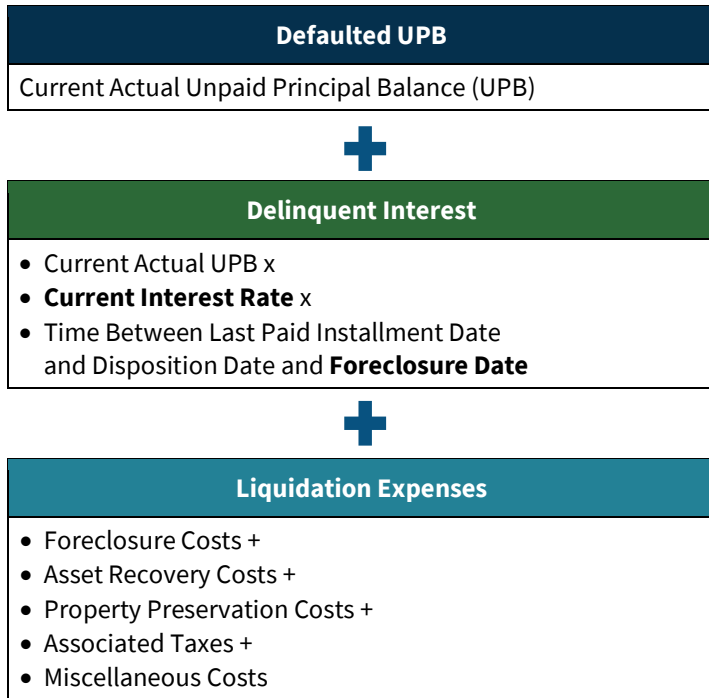 Defaulted UPB
Current Actual Unpaid Principal Balance (UPB)
Delinquent Interest
• Current Actual UPB x
• Current Interest Rate x
• Time Between Last Paid Installment Date
and Disposition Date and Foreclosure Date
Liquidation Expenses
• Foreclosure Costs +
• Asset Recovery Costs +
• Property Preservation Costs +
• Associated Taxes +
• Miscellaneous Costs